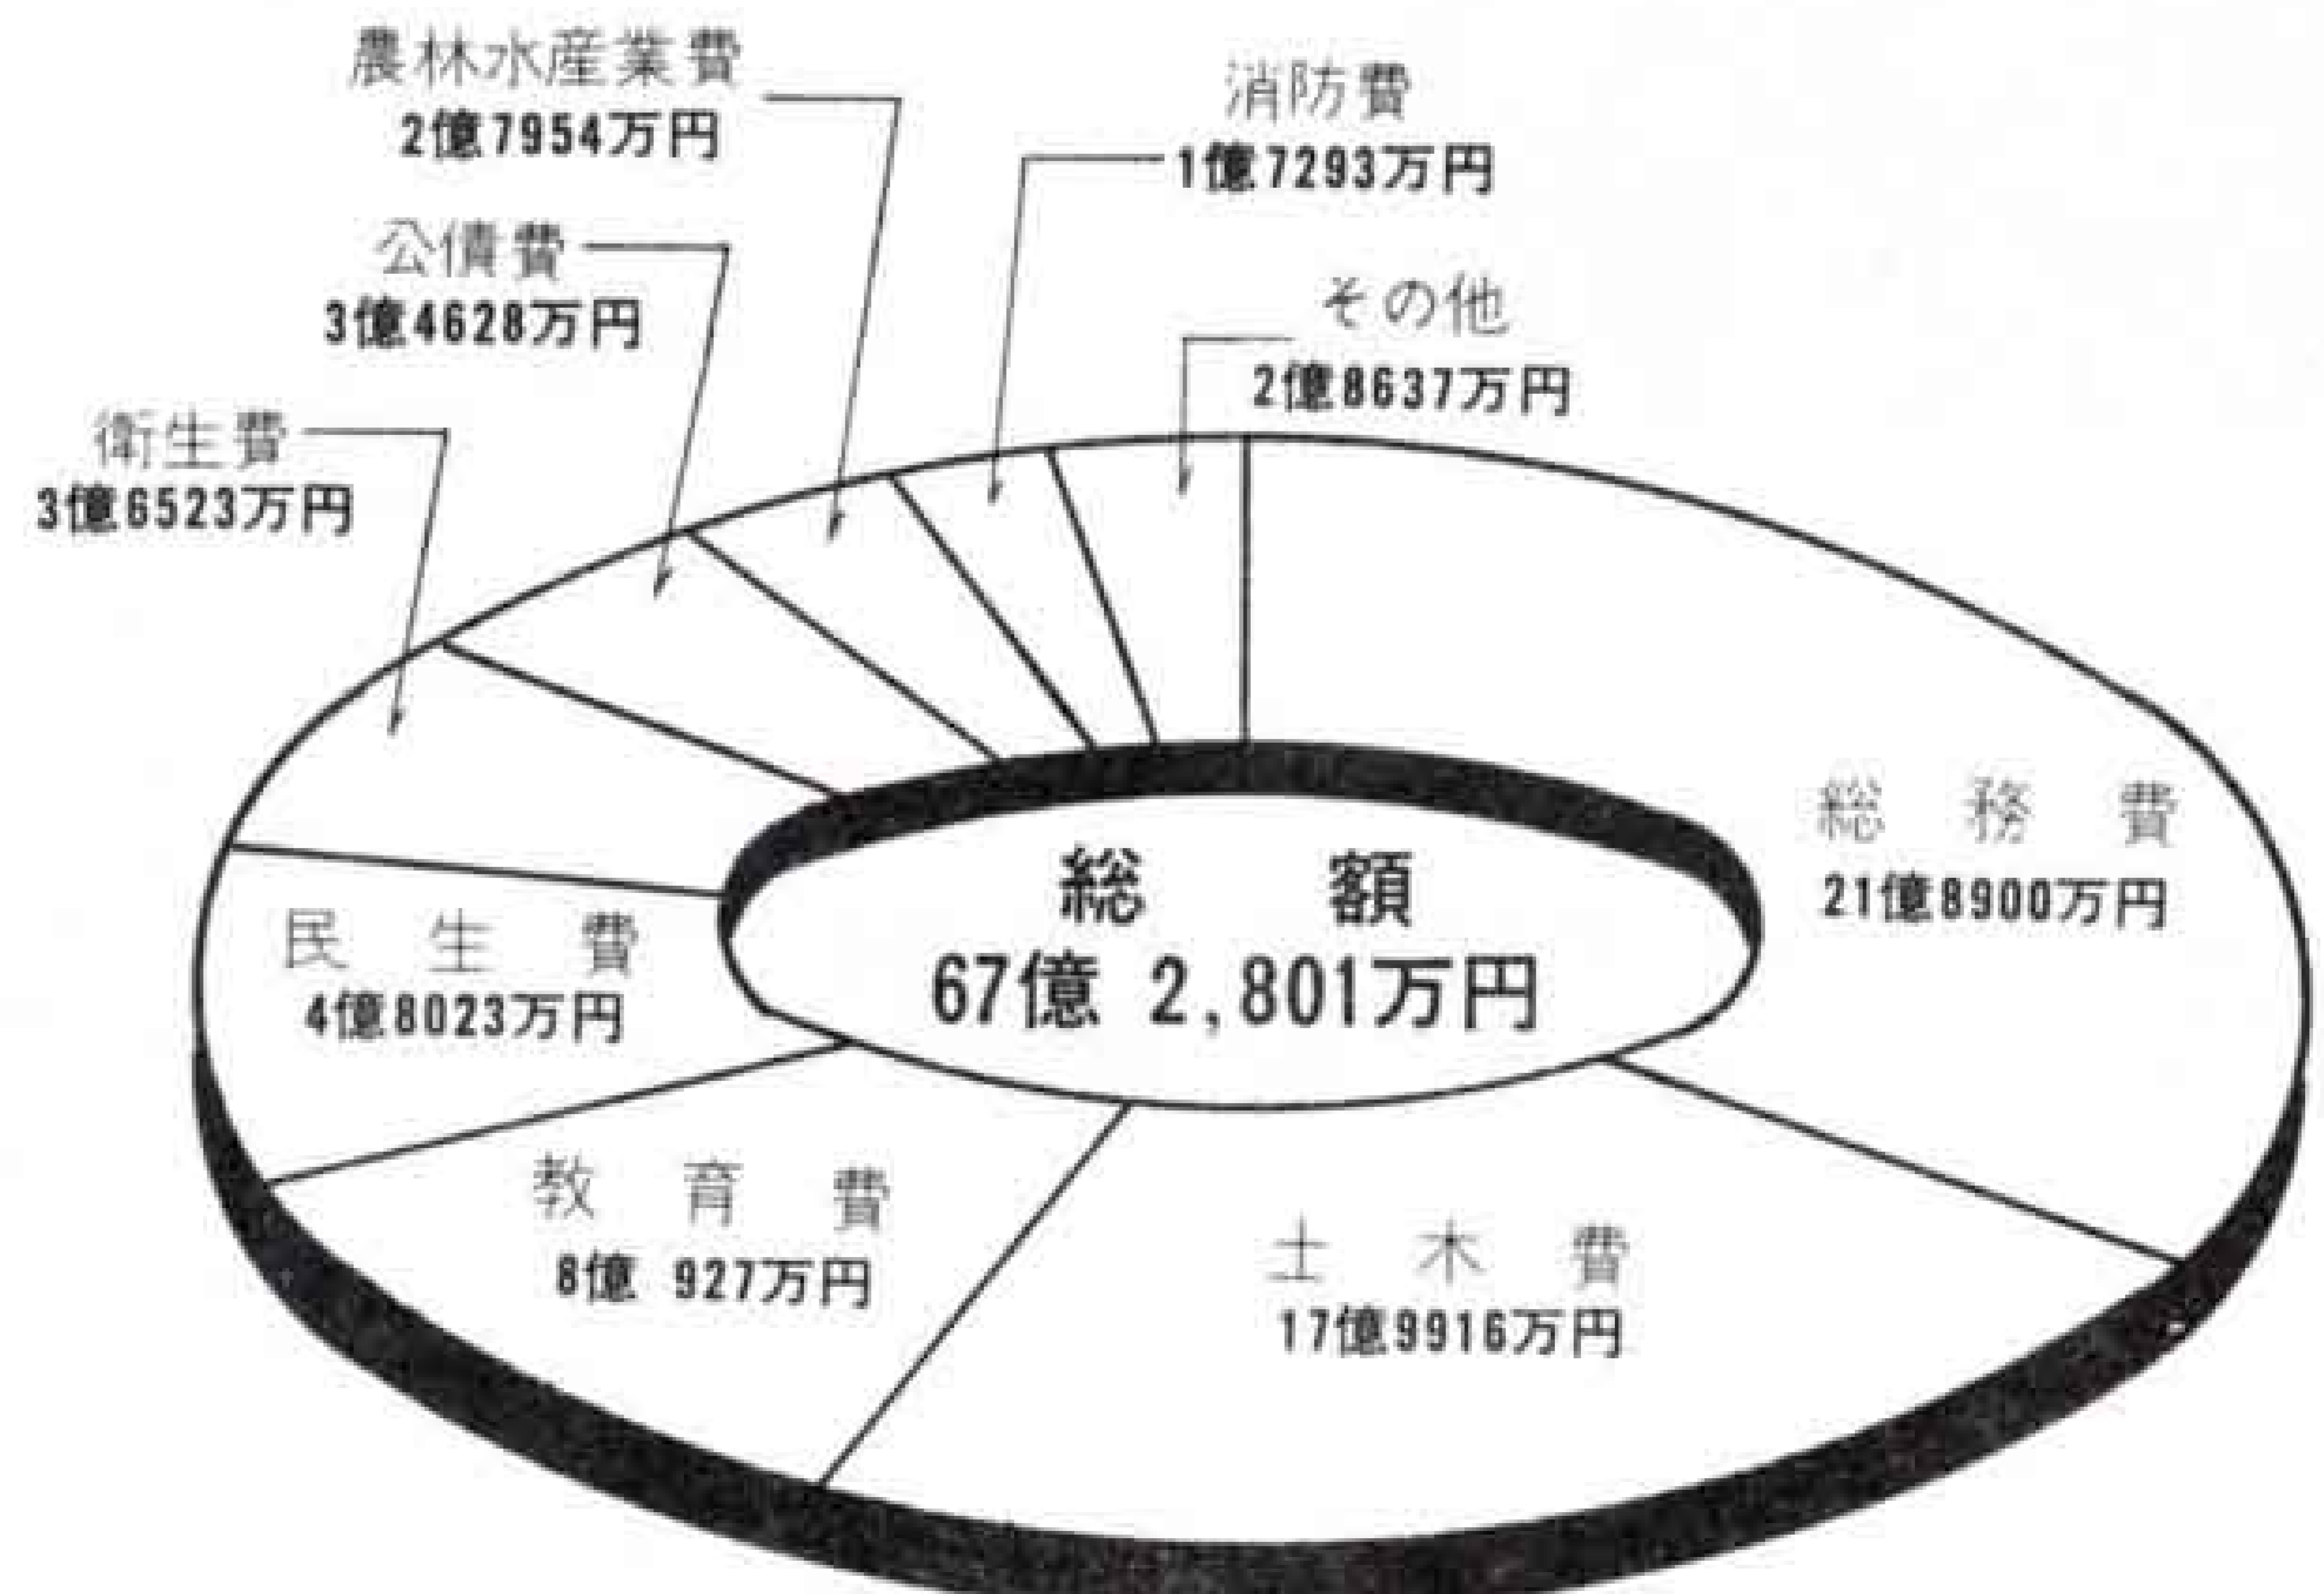 農林水産業費
2億7954万円
消防費
1億7293万円
公債費
3億4628万円
その他
2億8637万円
衛生費
3億6523万円
総務費
21億8900万円
総額
67億2,801万円
民生費
4億8023万円
教育費
8億927万円
土木費
17億9916万円